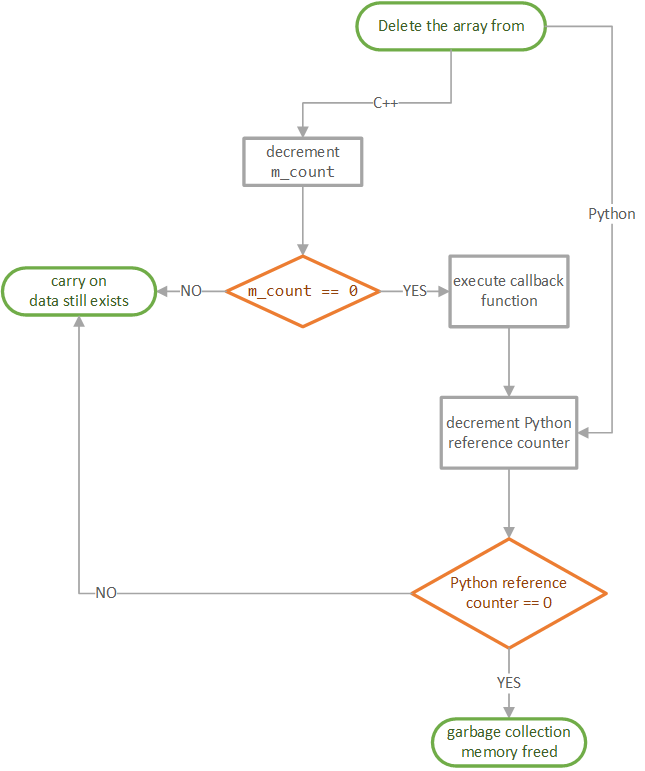 Delete the array from
C++
decrement
m_count
Python
carry on
data still exists
NO
m_count == 0
YES
execute callback
function
decrement Python
reference counter
NO
Python reference
counter == 0
YES
garbage collection
memory freed